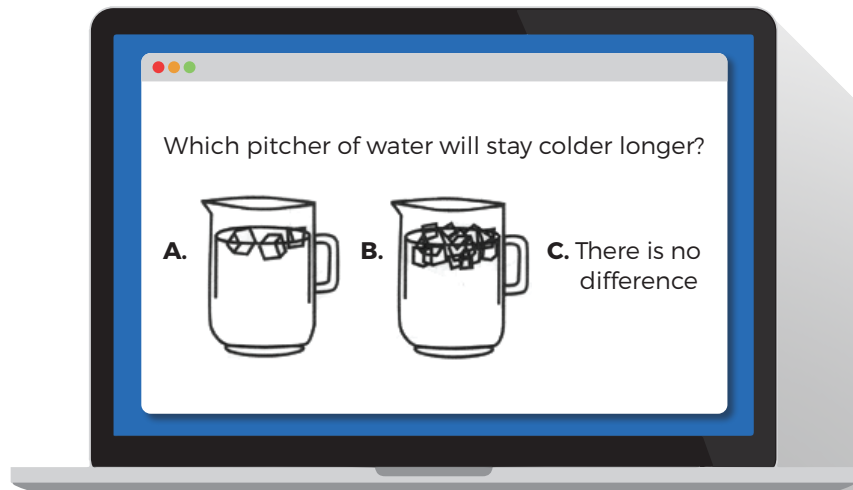 Which pitcher of water will stay colder longer?
A.
B.
C. There is no
difference